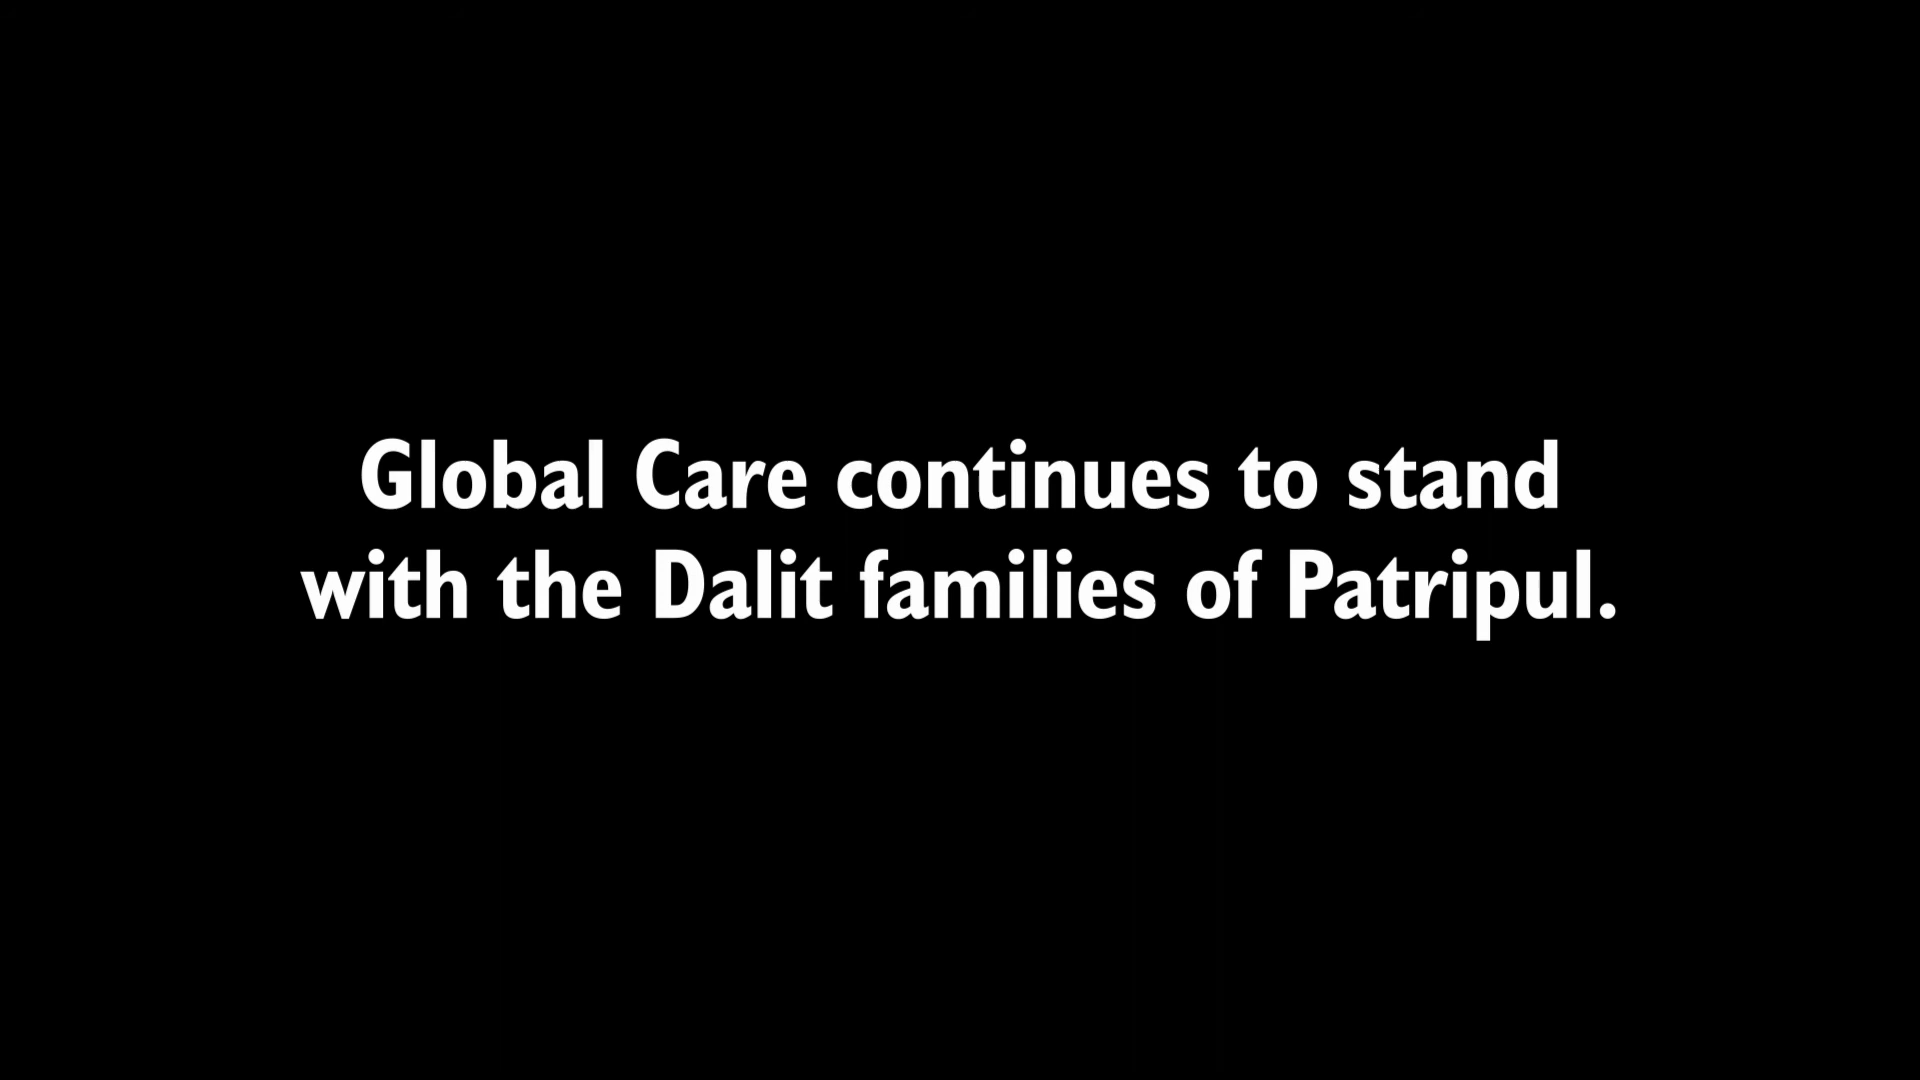 Global Care continues to stand
with the Dalit families of Patripul.